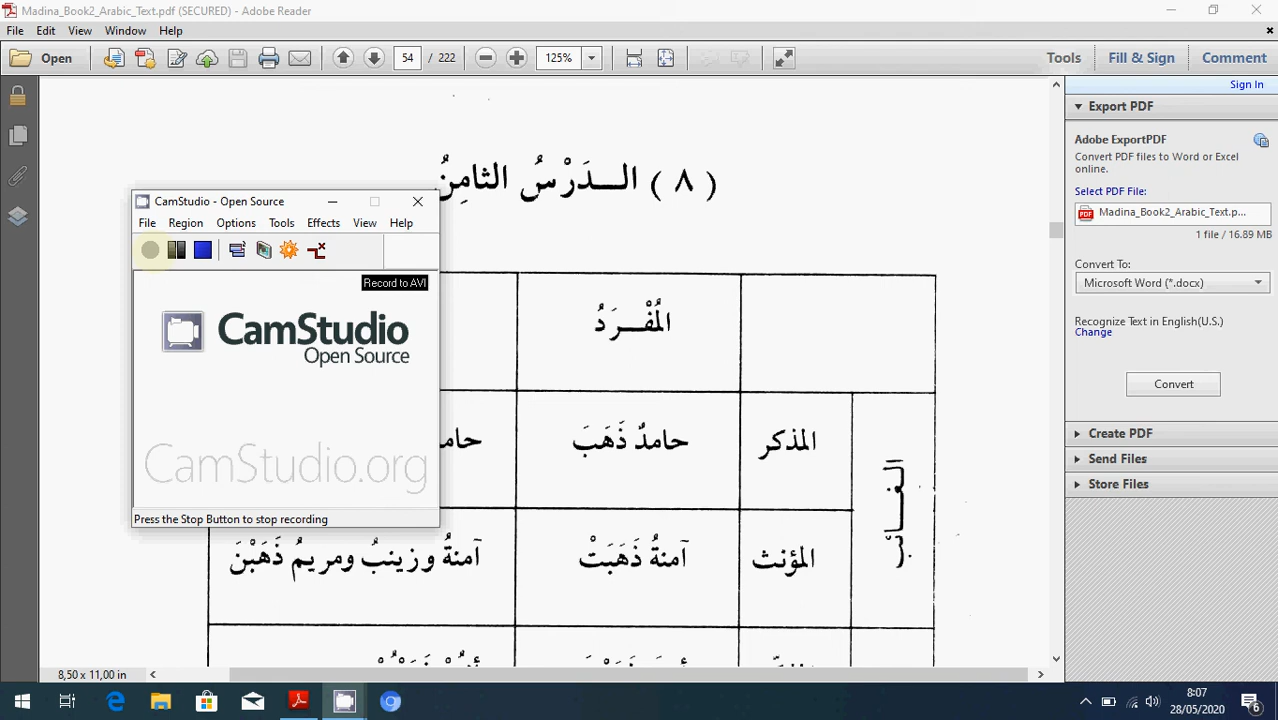 Madina_Book2_Arabic_Text.pdf (SECURED) - Adobe Reader
File Edit View Window Help
Open 54 / 222 125% Tools Fill & Sign Comment
Sign In
Export PDF
Adobe ExportPDF
Convert PDF files to Word or Excel
online.
Select PDF File:
Madina_Book2_Arabic_Text.p...
1 file / 16.89 MB
Convert To:
Microsoft Word (*.docx)
Recognize Text in English(U.S.)
Change
Convert
Create PDF
Send Files
Store Files
( ٨ ) الــدَرْسُ الثامِنُ
المُفْــرَدُ
المذكر
حامدٌ ذَهَبَ
الغــائب
المؤنث
آمنةُ ذَهَبَتْ
آمنةُ وزينبُ ومريمُ ذَهَبْنَ
CamStudio - Open Source
File Region Options Tools Effects View Help
Record to AVI
CamStudio
Open Source
CamStudio.org
Press the Stop Button to stop recording
8,50 x 11,00 in
8:07
28/05/2020
6